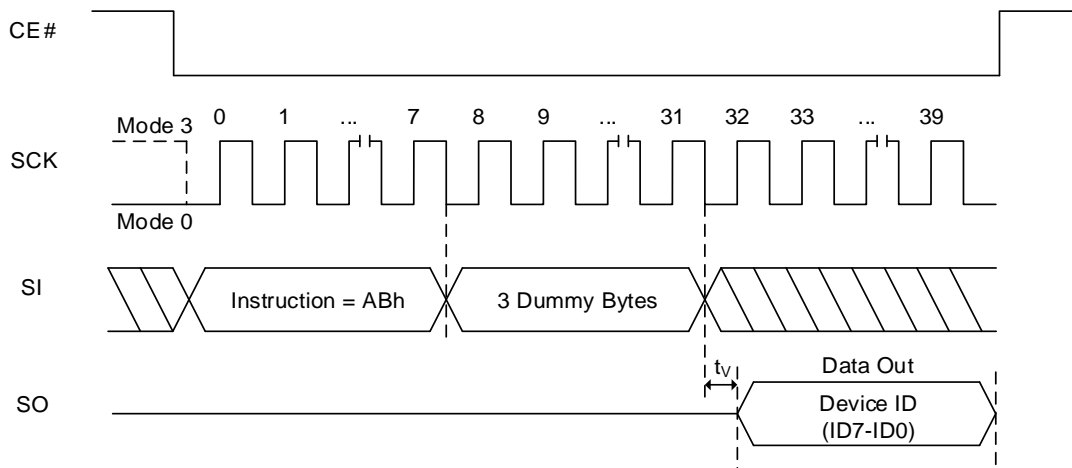 CE#
0 1 ... 7 8 9 ... 31 32 33 ... 39
Mode 3
SCK
Mode 0
SI
Instruction = ABh
3 Dummy Bytes
tV
Data Out
SO
Device ID
(ID7-ID0)